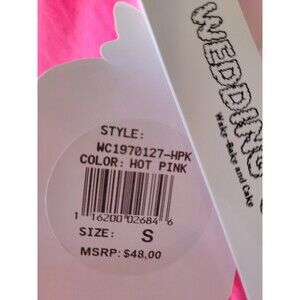 STYLE:
WC1970127-HPK
COLOR: HOT PINK
1 16200 02684 6
SIZE: S
MSRP: $48.00
WEDDING
Wake-Bake and Cake